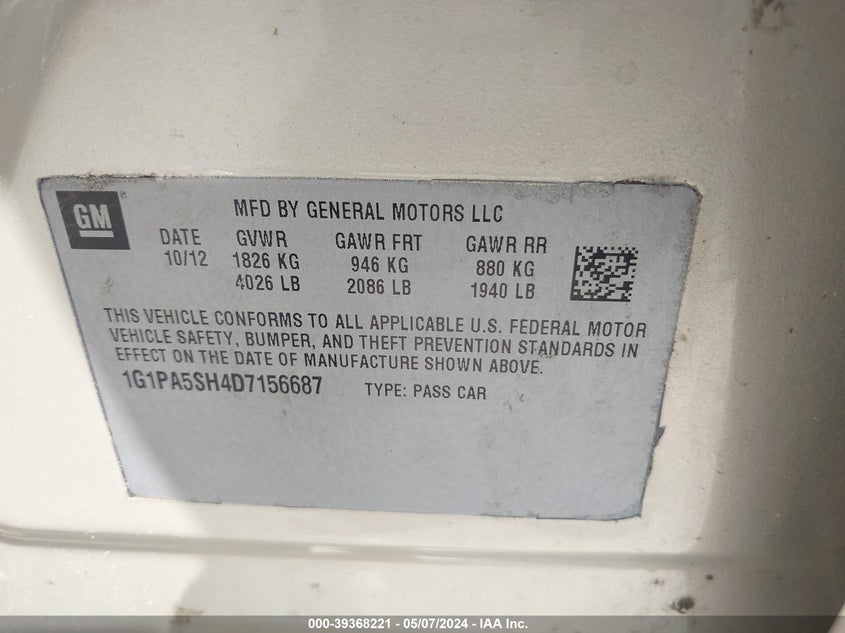 GM
MFD BY GENERAL MOTORS LLC
DATE GVWR GAWR FRT GAWR RR
10/12 1826 KG 946 KG 880 KG
4026 LB 2086 LB 1940 LB
THIS VEHICLE CONFORMS TO ALL APPLICABLE U.S. FEDERAL MOTOR
VEHICLE SAFETY, BUMPER, AND THEFT PREVENTION STANDARDS IN
EFFECT ON THE DATE OF MANUFACTURE SHOWN ABOVE.
1G1PA5SH4D7156687 TYPE: PASS CAR
000-39368221 - 05/07/2024 - IAA Inc.